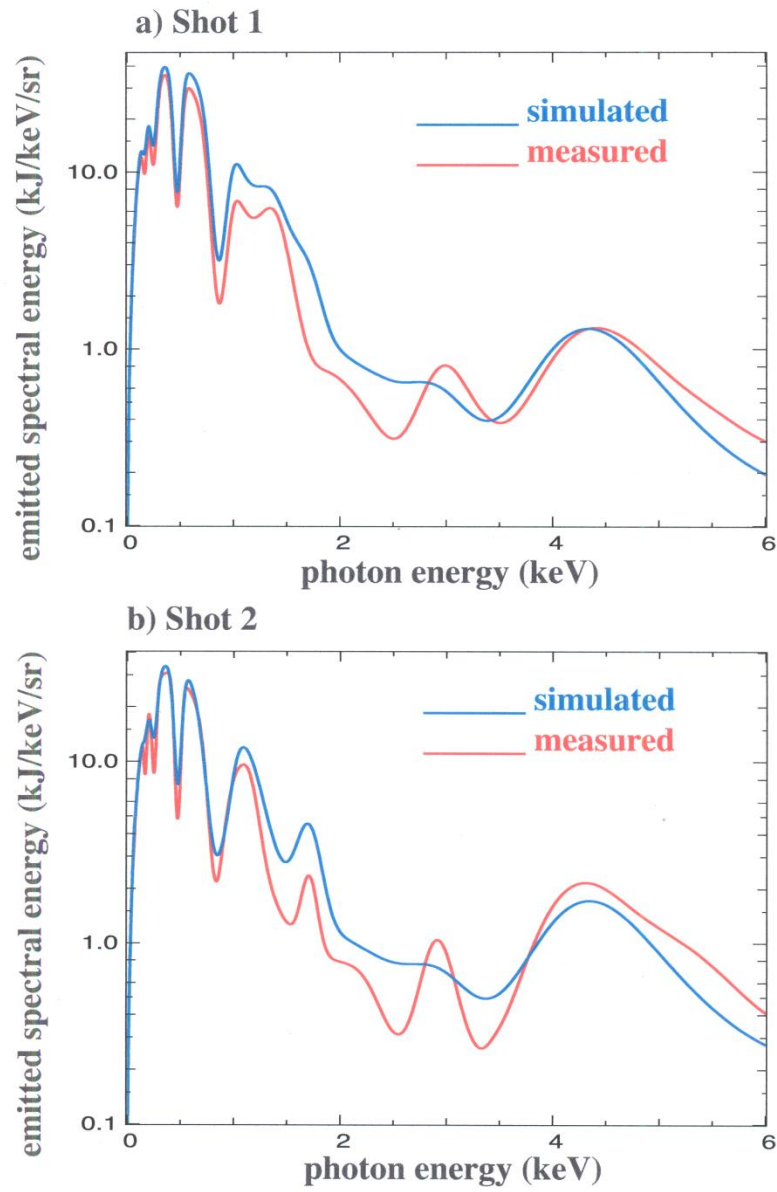 a) Shot 1
emitted spectral energy (kJ/keV/sr)
10.0
1.0
0.1
simulated
measured
0
2
4
6
photon energy (keV)
b) Shot 2
emitted spectral energy (kJ/keV/sr)
10.0
1.0
0.1
simulated
measured
0
2
4
6
photon energy (keV)